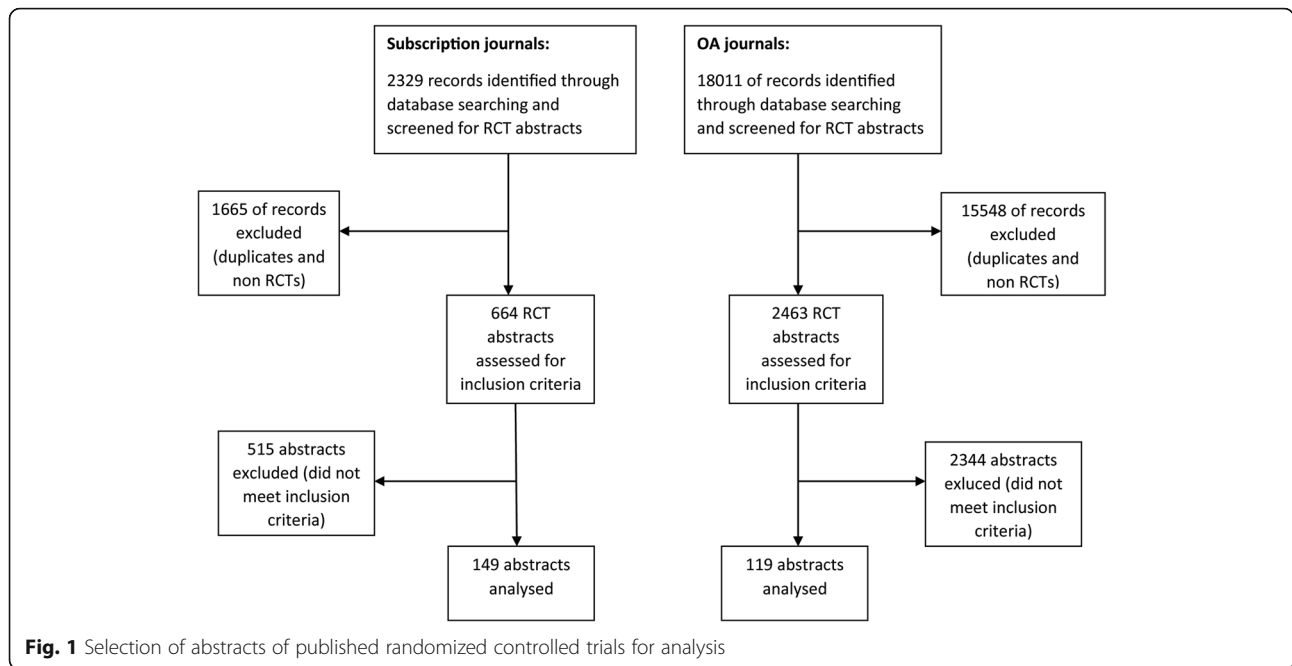 Subscription journals:
2329 records identified through
database searching and
screened for RCT abstracts
OA journals:
18011 of records identified
through database searching
and screened for RCT abstracts
1665 of records
excluded
(duplicates and
non RCTs)
15548 of records
excluded
(duplicates and
non RCTs)
664 RCT
abstracts
assessed for
inclusion criteria
2463 RCT
abstracts
assessed for
inclusion criteria
515 abstracts
excluded (did not
meet inclusion
criteria)
2344 abstracts
exluced (did not
meet inclusion
criteria)
149 abstracts
analysed
119 abstracts
analysed
Fig. 1 Selection of abstracts of published randomized controlled trials for analysis